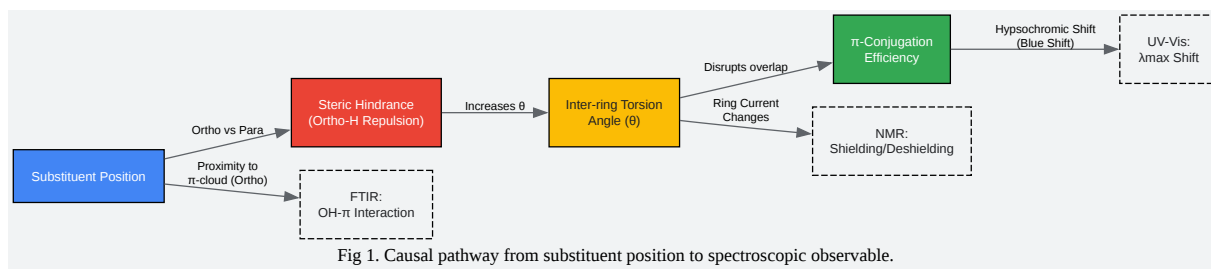 Substituent Position
Ortho vs Para
Proximity to
π-cloud (Ortho)
Steric Hindrance
(Ortho-H Repulsion)
FTIR:
OH-π Interaction
Increases θ
Inter-ring Torsion
Angle (θ)
Disrupts overlap
Ring Current
Changes
π-Conjugation
Efficiency
NMR:
Shielding/Deshielding
Hypsochromic Shift
(Blue Shift)
UV-Vis:
λmax Shift
Fig 1. Causal pathway from substituent position to spectroscopic observable.